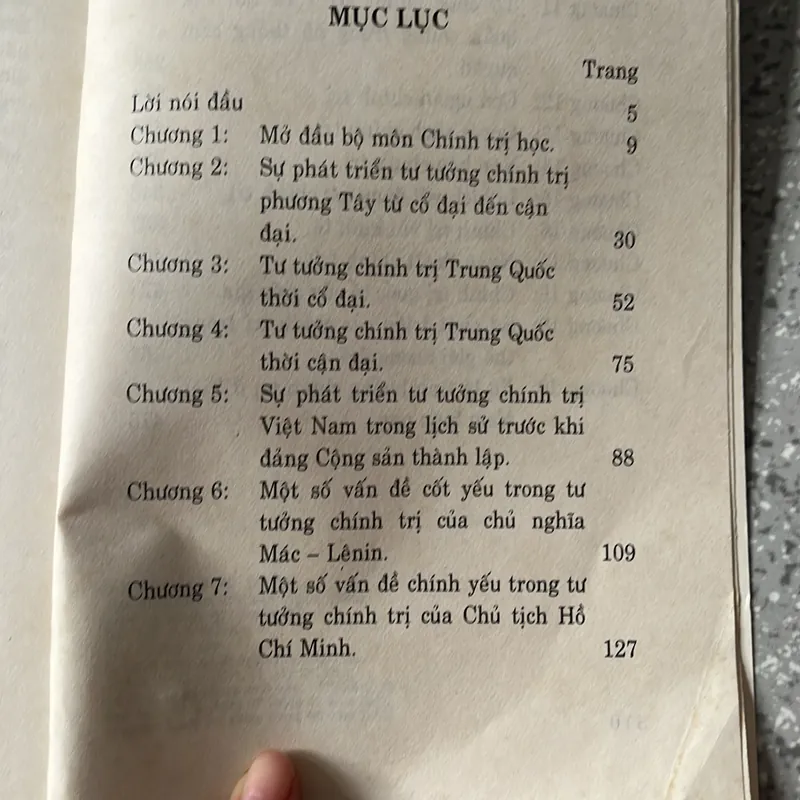 MỤC LỤC
Trang
Lời nói đầu 5
Chương 1: Mở đầu bộ môn Chính trị học. 9
Chương 2: Sự phát triển tư tưởng chính trị
phương Tây từ cổ đại đến cận
đại. 30
Chương 3: Tư tưởng chính trị Trung Quốc
thời cổ đại. 52
Chương 4: Tư tưởng chính trị Trung Quốc
thời cận đại. 75
Chương 5: Sự phát triển tư tưởng chính trị
Việt Nam trong lịch sử trước khi
đảng Cộng sản thành lập. 88
Chương 6: Một số vấn đề cốt yếu trong tư
tưởng chính trị của chủ nghĩa
Mác – Lênin. 109
Chương 7: Một số vấn đề chính yếu trong tư
tưởng chính trị của Chủ tịch Hồ
Chí Minh. 127